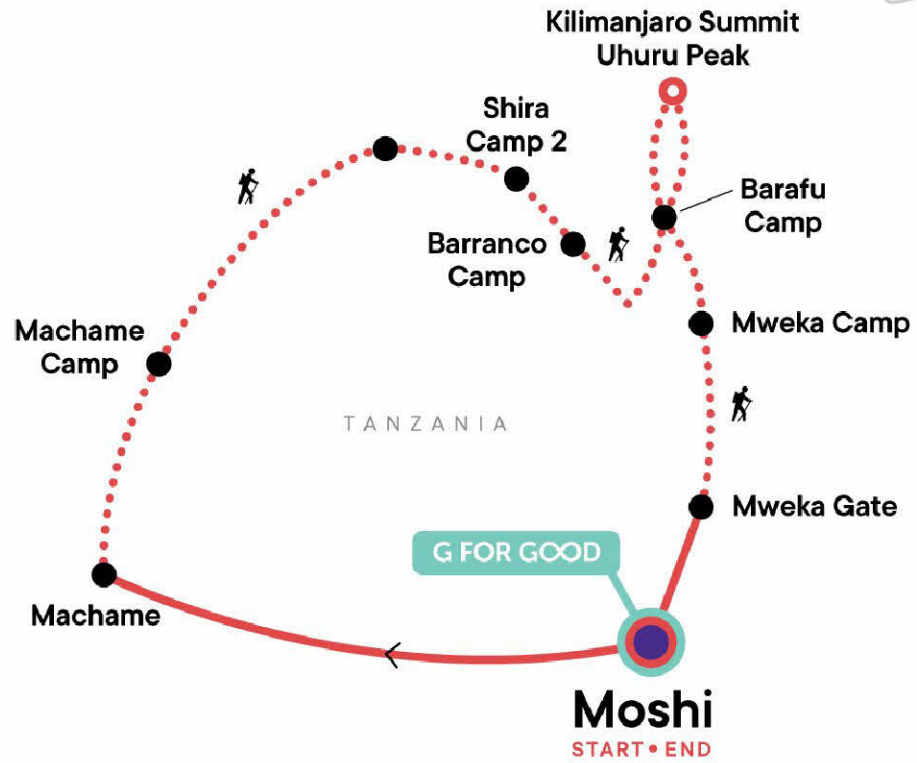 Kilimanjaro Summit
Uhuru Peak
Shira
Camp 2
Barafu
Camp
Barranco
Camp
Machame
Camp
Mweka Camp
TANZANIA
Mweka Gate
G FOR GOOD
Machame
Moshi
START • END